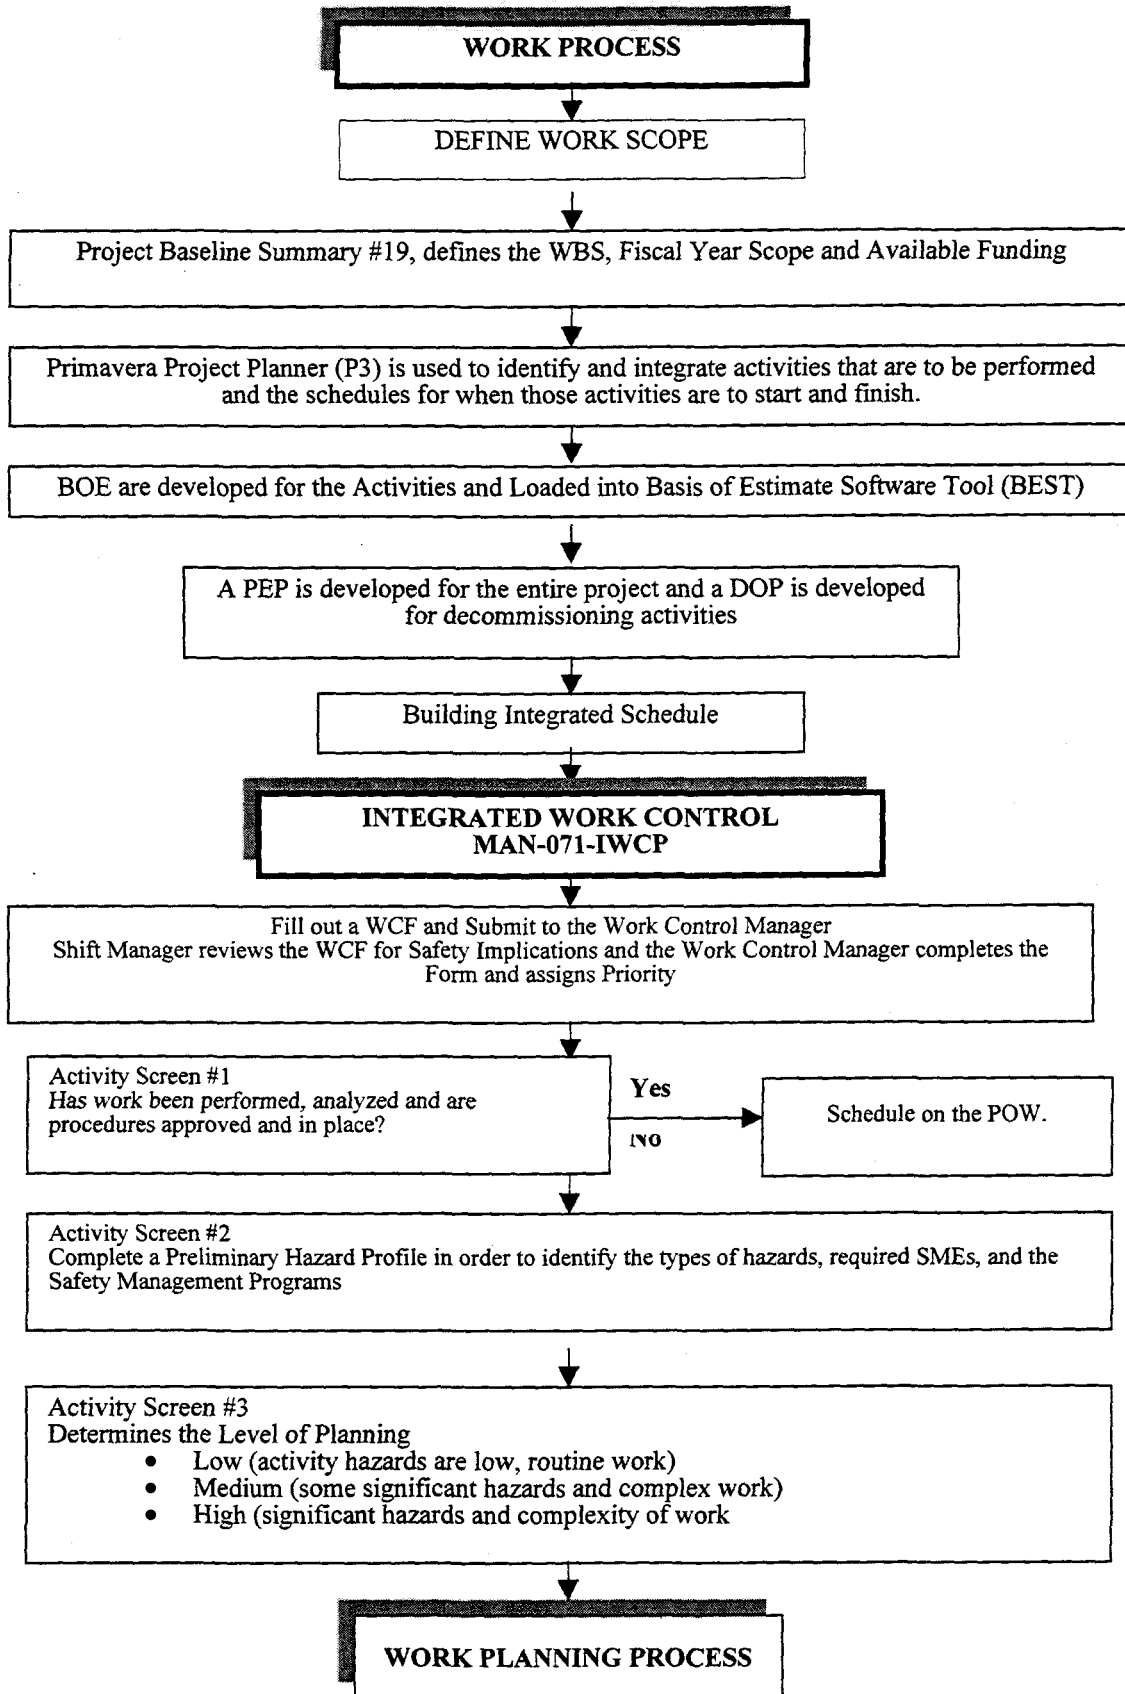 WORK PROCESS
DEFINE WORK SCOPE
Project Baseline Summary #19, defines the WBS, Fiscal Year Scope and Available Funding
Primavera Project Planner (P3) is used to identify and integrate activities that are to be performed
and the schedules for when those activities are to start and finish.
BOE are developed for the Activities and Loaded into Basis of Estimate Software Tool (BEST)
A PEP is developed for the entire project and a DOP is developed
for decommissioning activities
Building Integrated Schedule
INTEGRATED WORK CONTROL
MAN-071-IWCP
Fill out a WCF and Submit to the Work Control Manager
Shift Manager reviews the WCF for Safety Implications and the Work Control Manager completes the
Form and assigns Priority
Activity Screen #1
Has work been performed, analyzed and are
procedures approved and in place?
Yes
NO
Schedule on the POW.
Activity Screen #2
Complete a Preliminary Hazard Profile in order to identify the types of hazards, required SMEs, and the
Safety Management Programs
Activity Screen #3
Determines the Level of Planning
• Low (activity hazards are low, routine work)
• Medium (some significant hazards and complex work)
• High (significant hazards and complexity of work
WORK PLANNING PROCESS